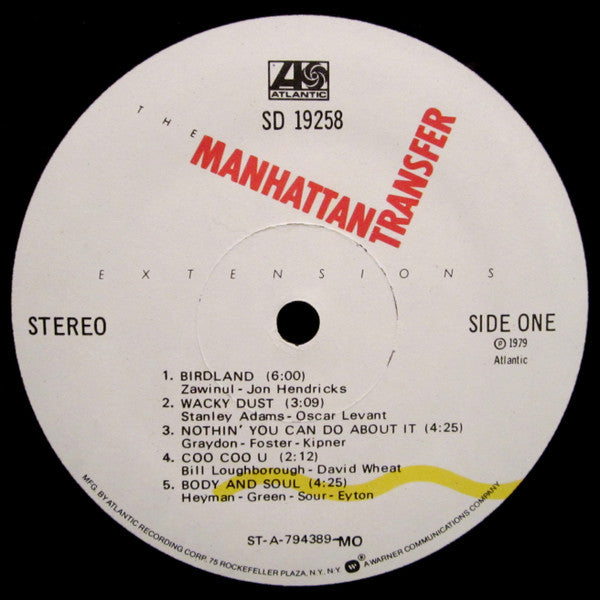 ATLANTIC
SD 19258
THE
MANHATTAN
TRANSFER
EXTENSIONS
STEREO
SIDE ONE
℗ 1979
Atlantic
1. BIRDLAND (6:00)
Zawinul - Jon Hendricks
2. WACKY DUST (3:09)
Stanley Adams - Oscar Levant
3. NOTHIN' YOU CAN DO ABOUT IT (4:25)
Graydon - Foster - Kipner
4. COO COO U (2:12)
Bill Loughborough - David Wheat
5. BODY AND SOUL (4:25)
Heyman - Green - Sour - Eyton
ST-A-794389-MO
MFG. BY ATLANTIC RECORDING CORP. 75 ROCKEFELLER PLAZA, N.Y. N.Y. ® A WARNER COMMUNICATIONS COMPANY